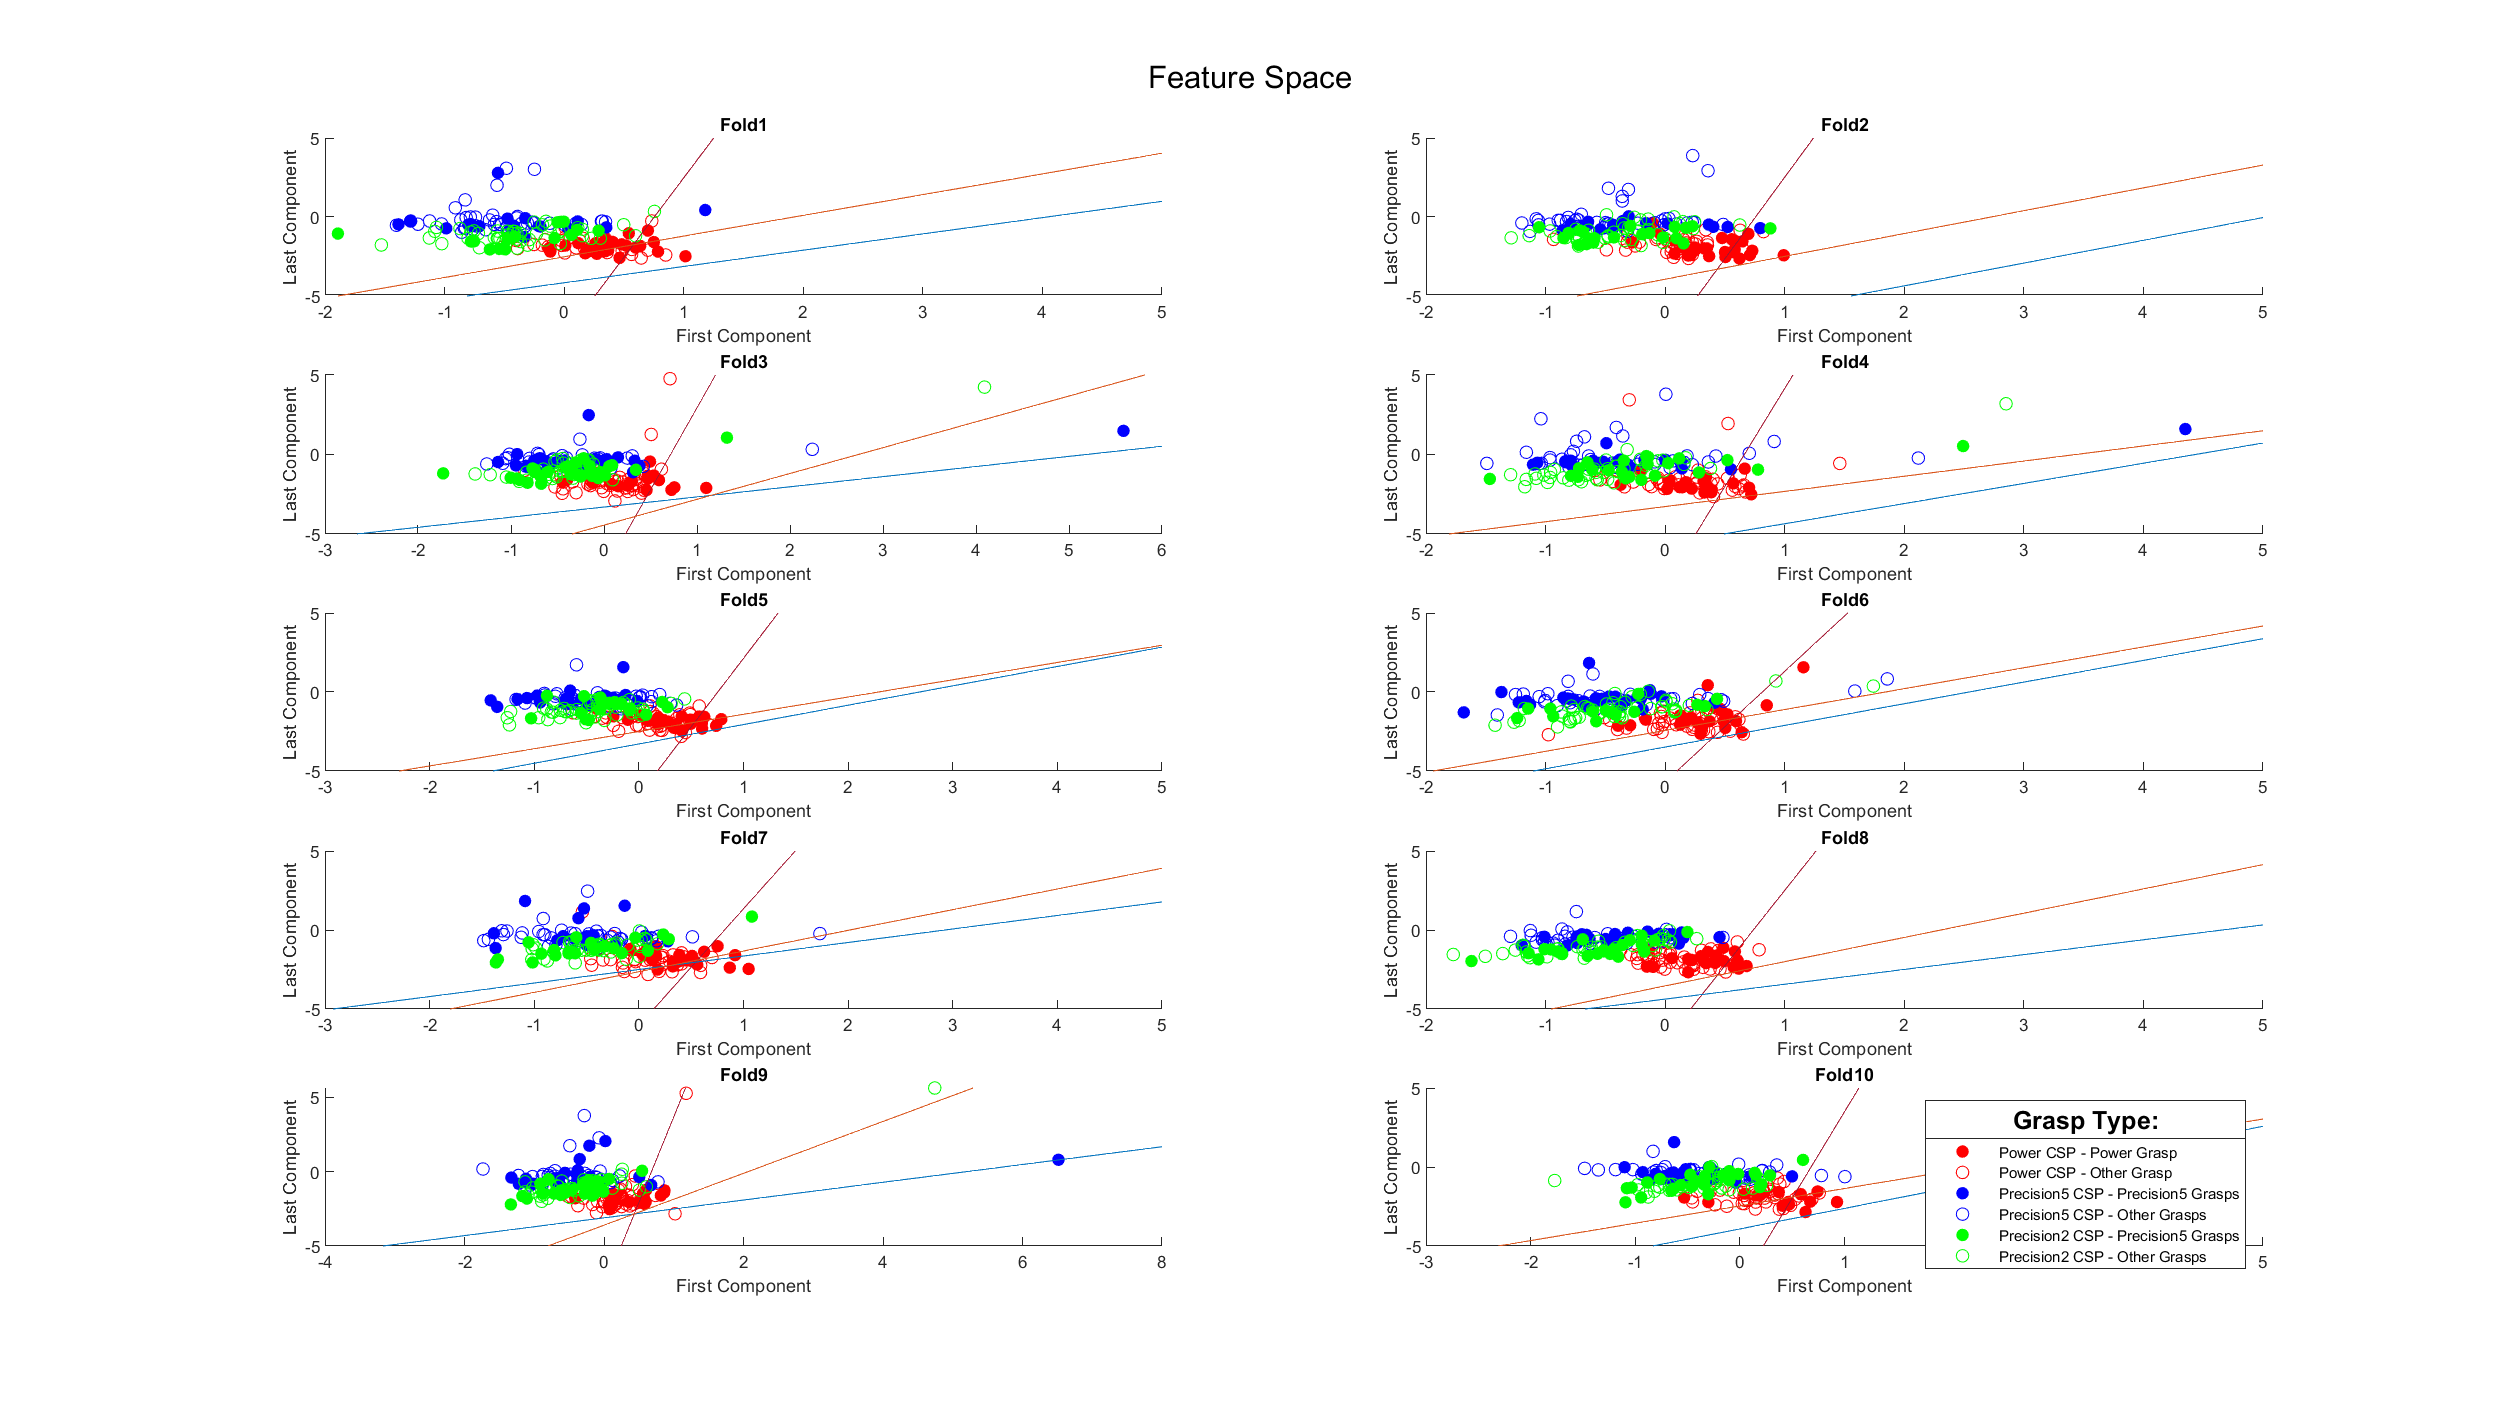 Feature Space
Fold1
Last Component
5
0
-5
-2 -1 0 1 2 3 4 5
First Component
Fold2
Last Component
5
0
-5
-2 -1 0 1 2 3 4 5
First Component
Fold3
Last Component
5
0
-5
-3 -2 -1 0 1 2 3 4 5 6
First Component
Fold4
Last Component
5
0
-5
-2 -1 0 1 2 3 4 5
First Component
Fold5
Last Component
5
0
-5
-3 -2 -1 0 1 2 3 4 5
First Component
Fold6
Last Component
5
0
-5
-2 -1 0 1 2 3 4 5
First Component
Fold7
Last Component
5
0
-5
-3 -2 -1 0 1 2 3 4 5
First Component
Fold8
Last Component
5
0
-5
-2 -1 0 1 2 3 4 5
First Component
Fold9
Last Component
5
0
-5
-4 -2 0 2 4 6 8
First Component
Fold10
Last Component
5
0
-5
-3 -2 -1 0 1 5
First Component
Grasp Type:
Power CSP - Power Grasp
Power CSP - Other Grasp
Precision5 CSP - Precision5 Grasps
Precision5 CSP - Other Grasps
Precision2 CSP - Precision5 Grasps
Precision2 CSP - Other Grasps